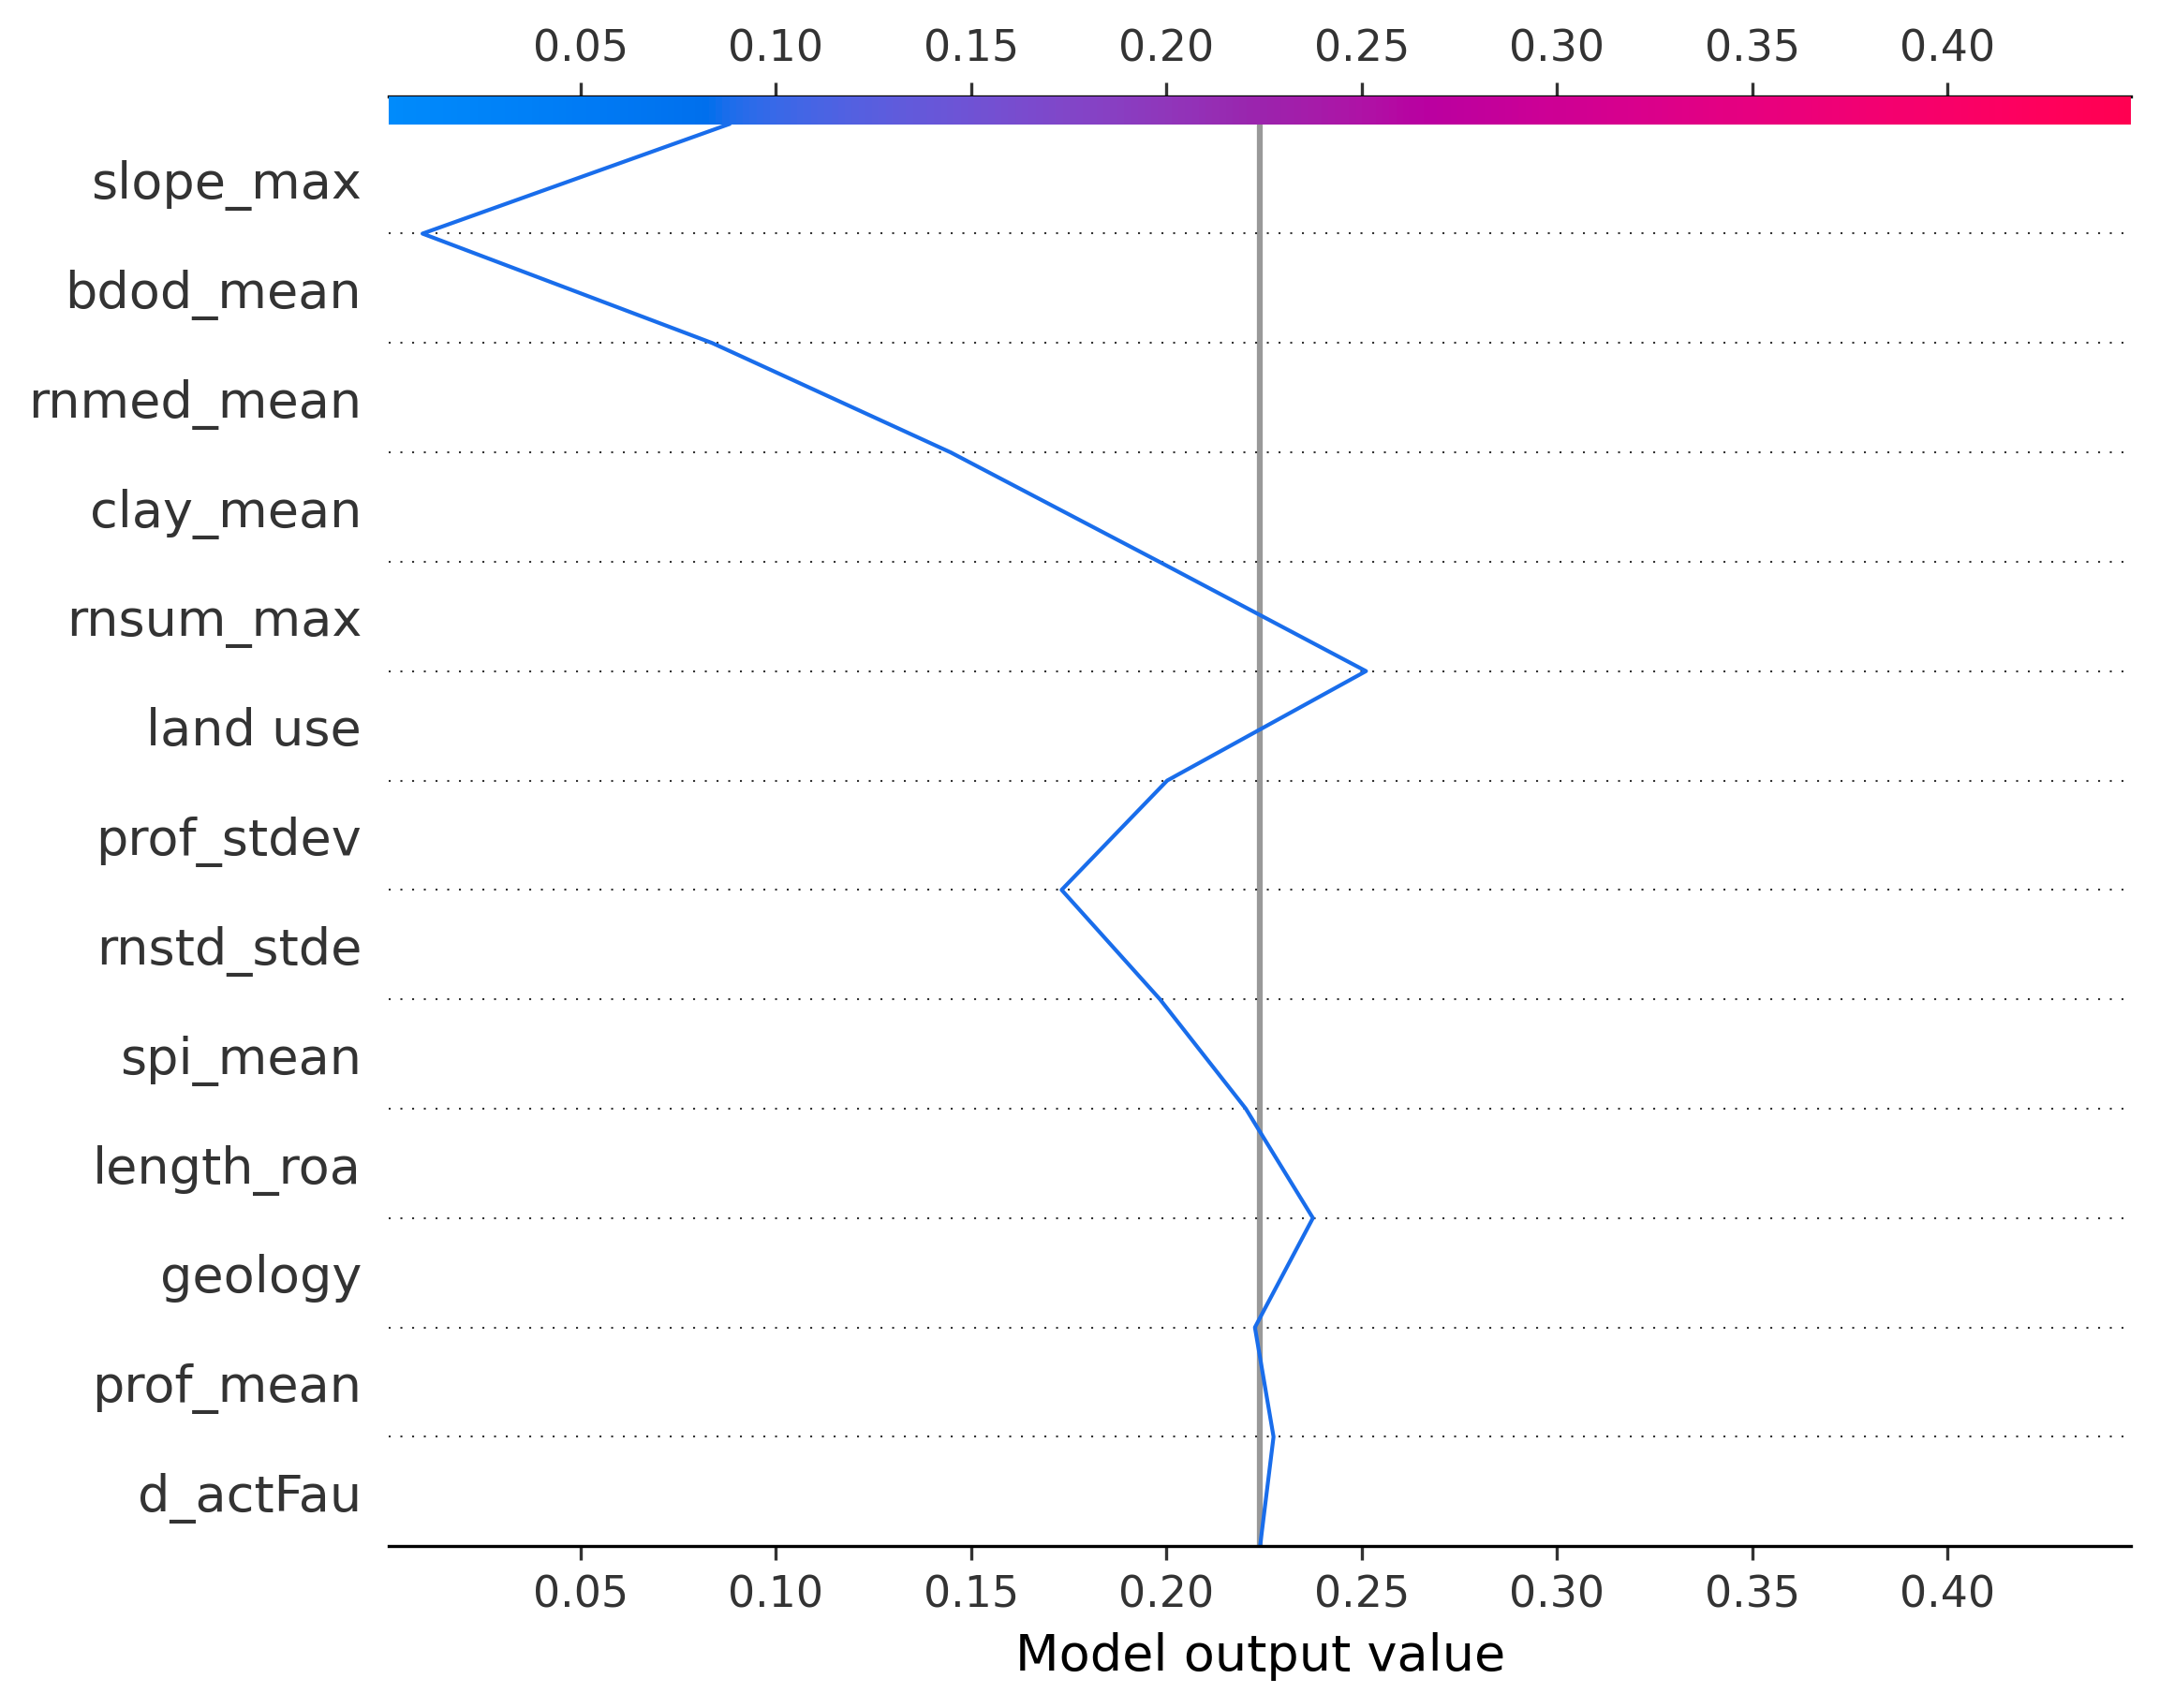 0.05 0.10 0.15 0.20 0.25 0.30 0.35 0.40
slope_max
bdod_mean
rnmed_mean
clay_mean
rnsum_max
land use
prof_stdev
rnstd_stde
spi_mean
length_roa
geology
prof_mean
d_actFau
0.05 0.10 0.15 0.20 0.25 0.30 0.35 0.40
Model output value